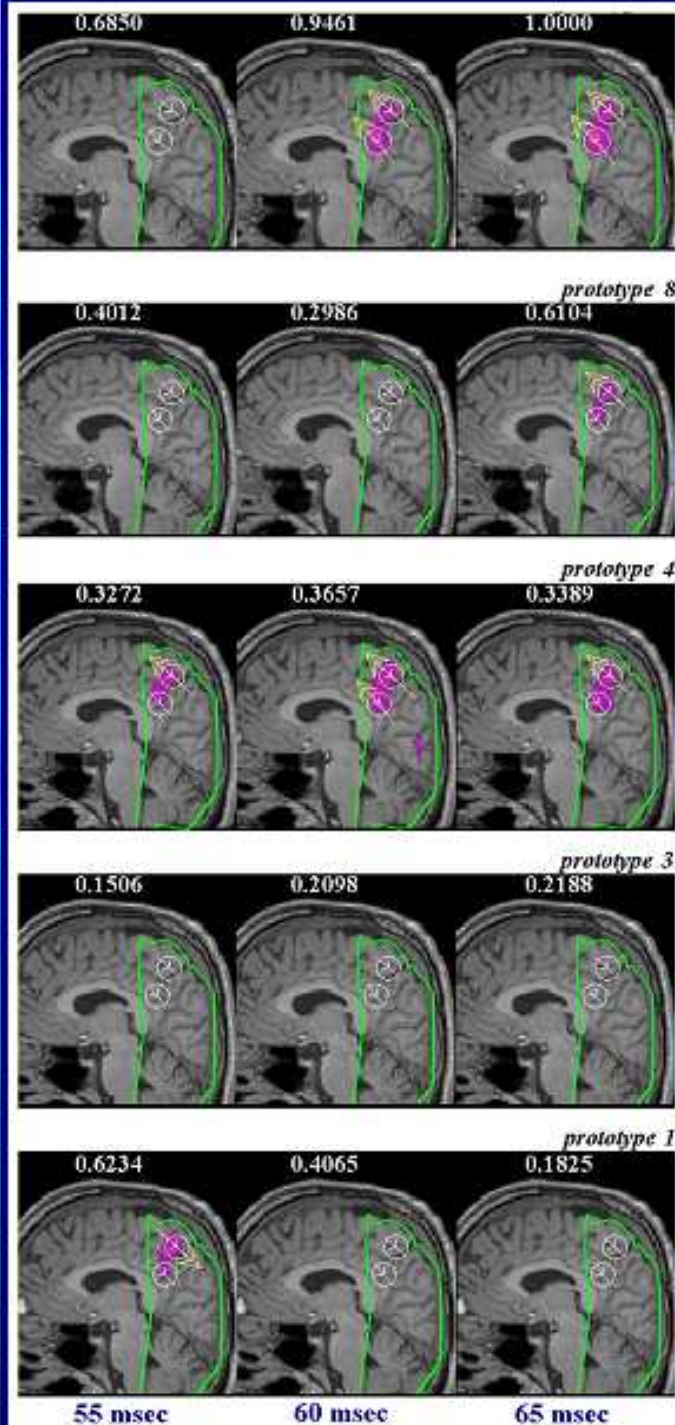 0.6850 0.9461 1.0000
prototype 8
0.4012 0.2986 0.6104
prototype 4
0.3272 0.3657 0.3389
prototype 3
0.1506 0.2098 0.2188
prototype 1
0.6234 0.4065 0.1825
55 msec 60 msec 65 msec